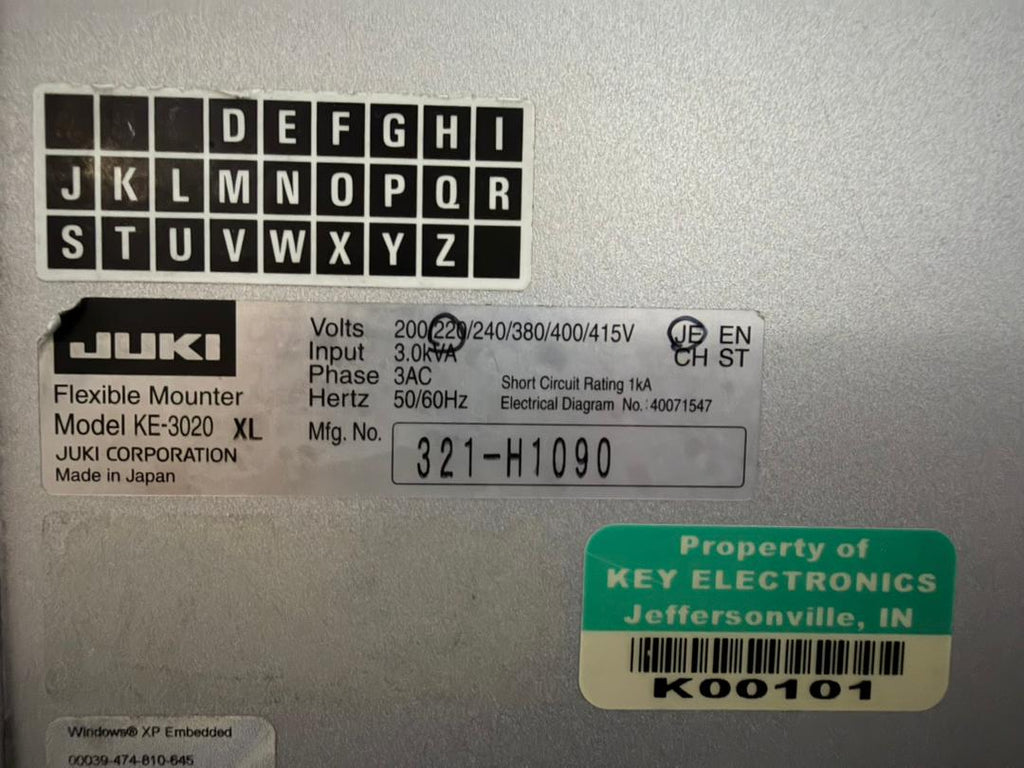 D E F G H I
J K L M N O P Q R
S T U V W X Y Z
JUKI
Flexible Mounter
Model KE-3020 XL
JUKI CORPORATION
Made in Japan
Volts 200/220/240/380/400/415V
Input 3.0kVA
Phase 3AC
Hertz 50/60Hz
JE EN
CH ST
Short Circuit Rating 1kA
Electrical Diagram No.:40071547
Mfg. No. 321-H1090
Property of
KEY ELECTRONICS
Jeffersonville, IN
K00101
Windows® XP Embedded
00039-474-810-645